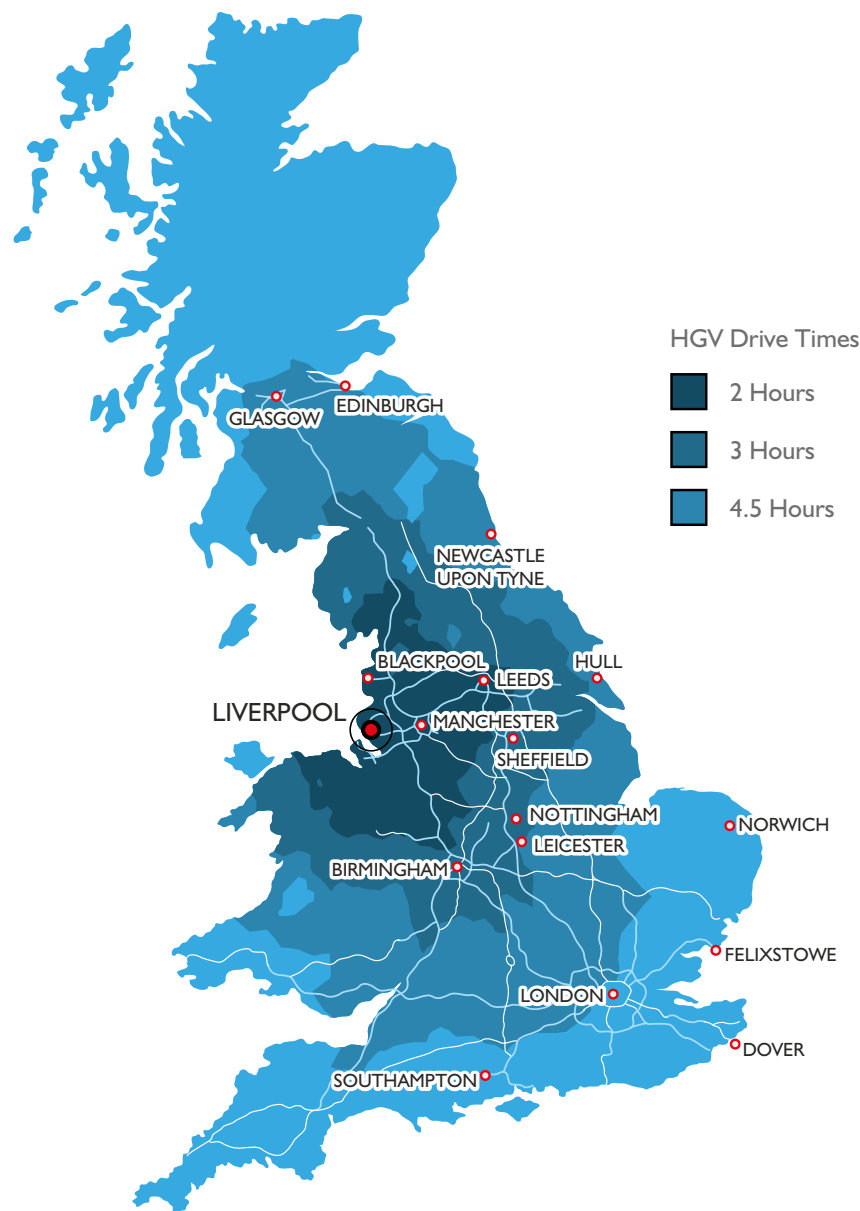 HGV Drive Times
2 Hours
3 Hours
4.5 Hours
EDINBURGH
GLASGOW
NEWCASTLE
UPON TYNE
BLACKPOOL
HULL
LEEDS
LIVERPOOL
MANCHESTER
SHEFFIELD
NOTTINGHAM
NORWICH
LEICESTER
BIRMINGHAM
FELIXSTOWE
LONDON
DOVER
SOUTHAMPTON